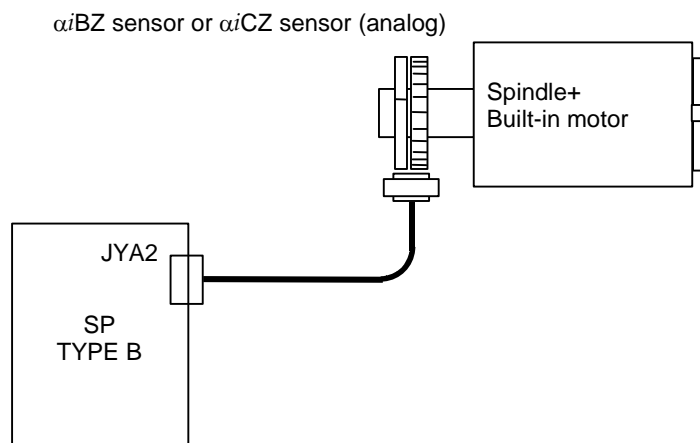 αiBZ sensor or αiCZ sensor (analog)
Spindle+
Built-in motor
JYA2
SP
TYPE B